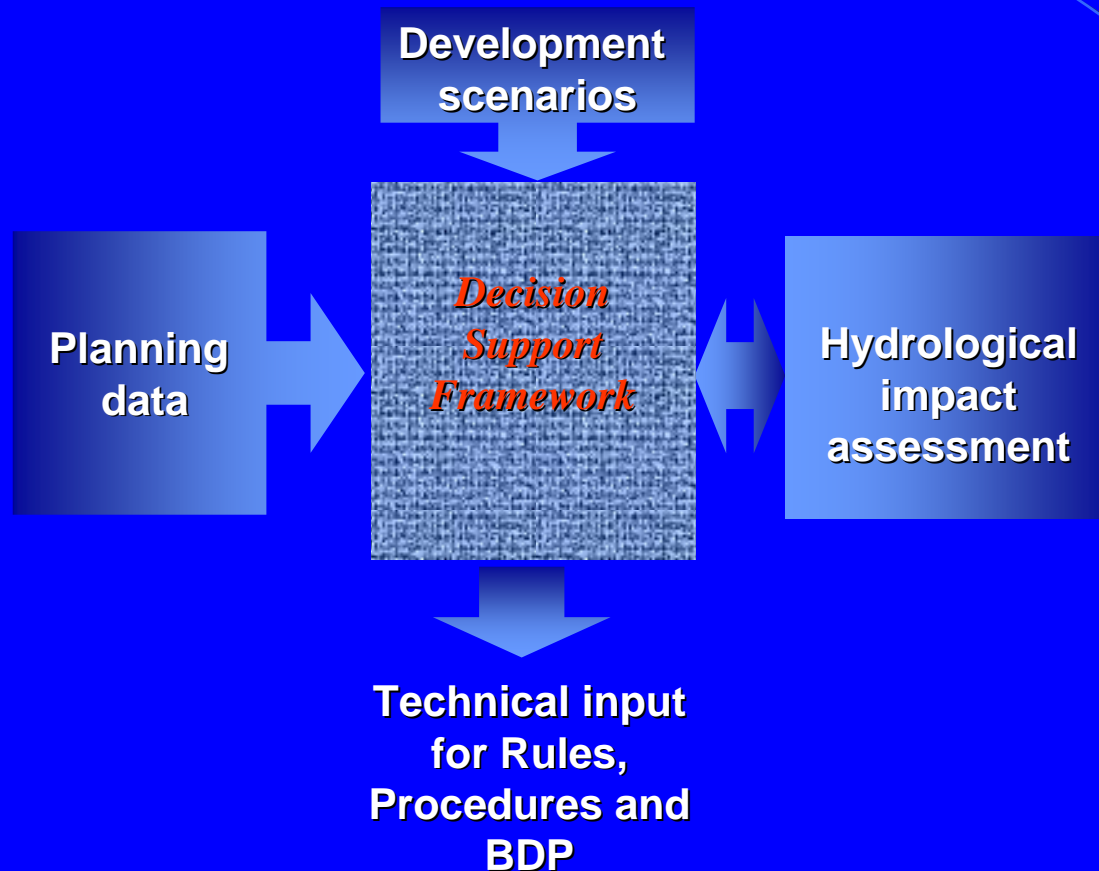 Development
scenarios
Planning
data
Decision
Support
Framework
Hydrological
impact
assessment
Technical input
for Rules,
Procedures and
BDP